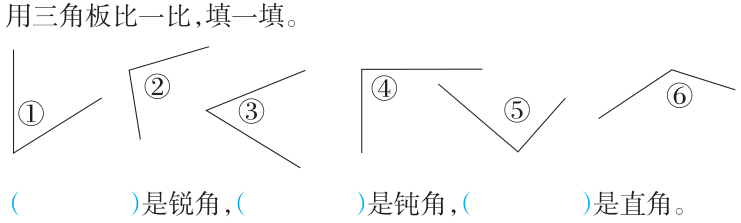 用三角板比一比,填一填。
① ② ③ ④ ⑤ ⑥
(　　)是锐角,(　　)是钝角,(　　)是直角。